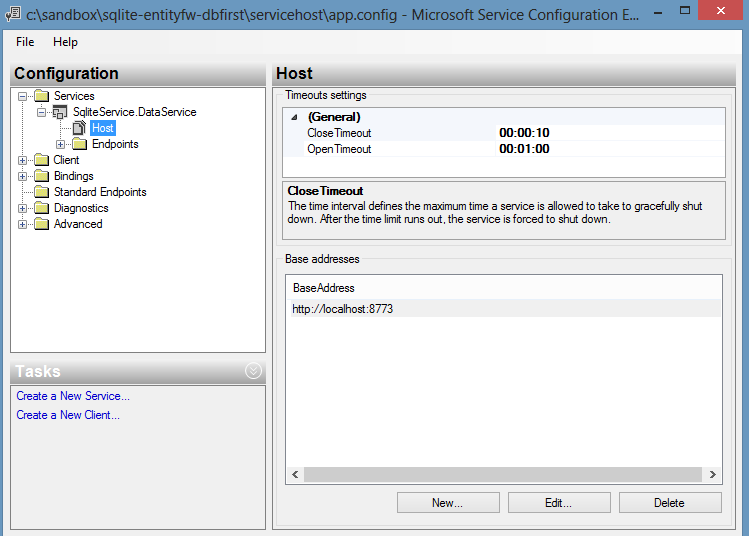 c:\sandbox\sqlite-entityfw-dbfirst\servicehost\app.config - Microsoft Service Configuration E...
File Help
Configuration
Services
SqliteService.DataService
Host
Endpoints
Client
Bindings
Standard Endpoints
Diagnostics
Advanced
Tasks
Create a New Service...
Create a New Client...
Host
Timeouts settings
(General)
CloseTimeout 00:00:10
OpenTimeout 00:01:00
CloseTimeout
The time interval defines the maximum time a service is allowed to take to gracefully shut
down. After the time limit runs out, the service is forced to shut down.
Base addresses
BaseAddress
http://localhost:8773
New... Edit... Delete